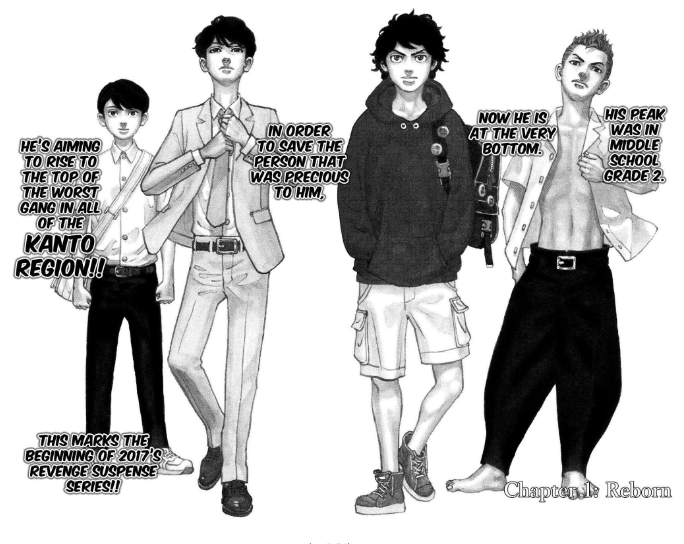 HIS PEAK
WAS IN
MIDDLE
SCHOOL
GRADE 2.
NOW HE IS
AT THE VERY
BOTTOM.
IN ORDER
TO SAVE THE
PERSON THAT
WAS PRECIOUS
TO HIM,
HE'S AIMING
TO RISE TO
THE TOP OF
THE WORST
GANG IN ALL
OF THE
KANTO
REGION!!
THIS MARKS THE
BEGINNING OF 2017'S
REVENGE SUSPENSE
SERIES!!
Chapter 1: Reborn